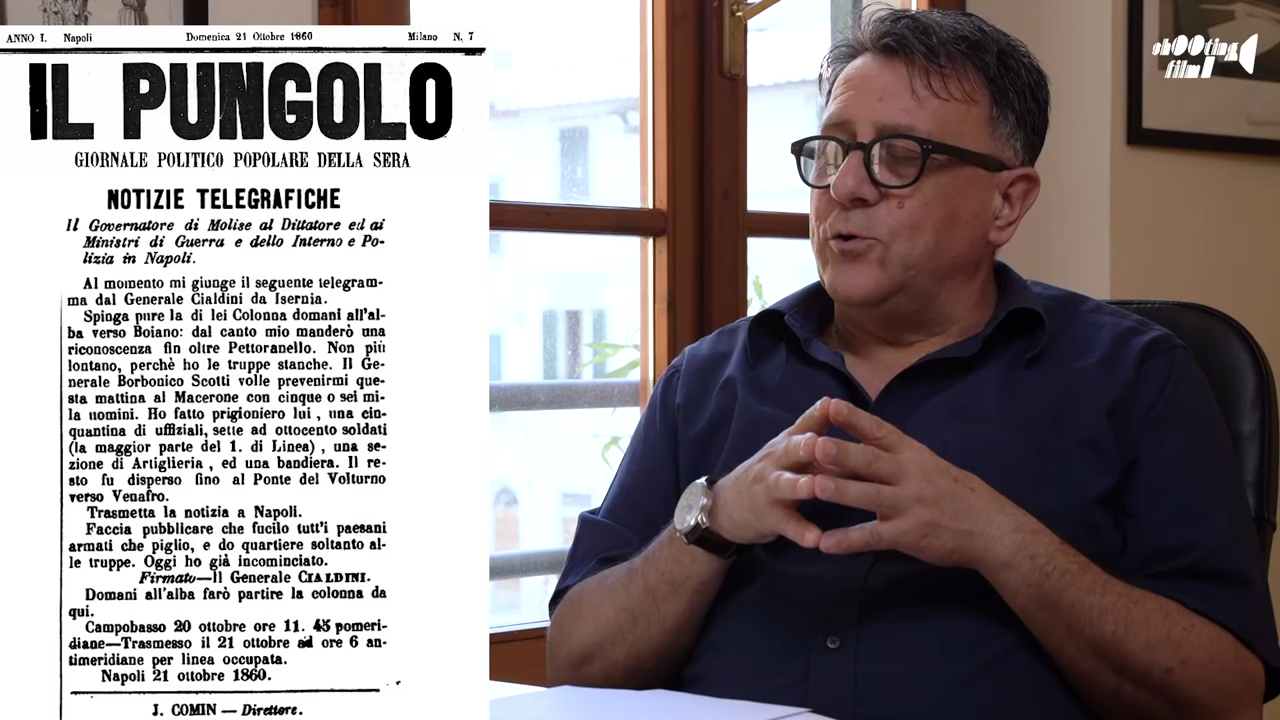 ANNO I. Napoli Domenica 21 Ottobre 1860 Milano N. 7
IL PUNGOLO
GIORNALE POLITICO POPOLARE DELLA SERA
NOTIZIE TELEGRAFICHE
Il Governatore di Molise al Dittatore ed ai
Ministri di Guerra e dello Interno e Po-
lizia in Napoli.
Al momento mi giunge il seguente telegram-
ma dal Generale Cialdini da Isernia.
Spinga pure la di lei Colonna domani all'al-
ba verso Boiano: dal canto mio manderò una
riconoscenza fin oltre Pettoranello. Non più
lontano, perchè ho le truppe stanche. Il Ge-
nerale Borbonico Scotti volle prevenirmi que-
sta mattina al Macerone con cinque o sei mi-
la uomini. Ho fatto prigioniero lui, una cin-
quantina di uffiziali, sette ad ottocento soldati
(la maggior parte del 1. di Linea), una se-
zione di Artiglieria, ed una bandiera. Il re-
sto fu disperso fino al Ponte del Volturno
verso Venafro.
Trasmetta la notizia a Napoli.
Faccia pubblicare che fucilo tutt'i paesani
armati che piglio, e do quartiere soltanto al-
le truppe. Oggi ho già incominciato.
Firmato—Il Generale CIALDINI.
Domani all'alba farò partire la colonna da
qui.
Campobasso 20 ottobre ore 11. 45 pomeri-
diane—Trasmesso il 21 ottobre ad ore 6 an-
timeridiane per linea occupata.
Napoli 21 ottobre 1860.
J. COMIN — Direttore.
shooting
film